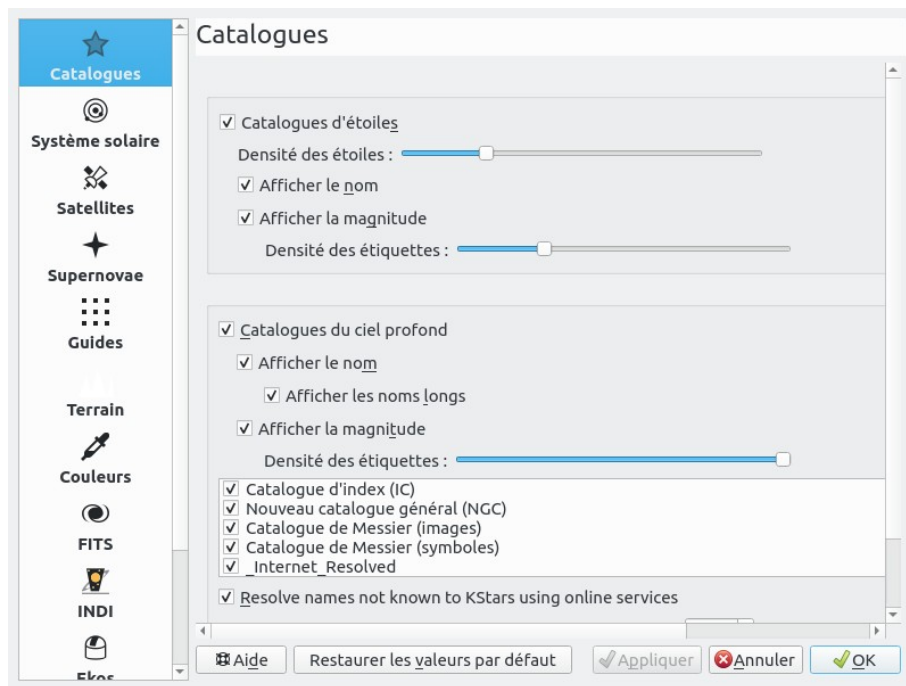 Catalogues
Système solaire
Satellites
Supernovae
Guides
Terrain
Couleurs
FITS
INDI
Ekos
Catalogues
Catalogues d'étoiles
Densité des étoiles :
Afficher le nom
Afficher la magnitude
Densité des étiquettes :
Catalogues du ciel profond
Afficher le nom
Afficher les noms longs
Afficher la magnitude
Densité des étiquettes :
Catalogue d'index (IC)
Nouveau catalogue général (NGC)
Catalogue de Messier (images)
Catalogue de Messier (symboles)
_Internet_Resolved
Resolve names not known to KStars using online services
Aide Restaurer les valeurs par défaut Appliquer Annuler OK